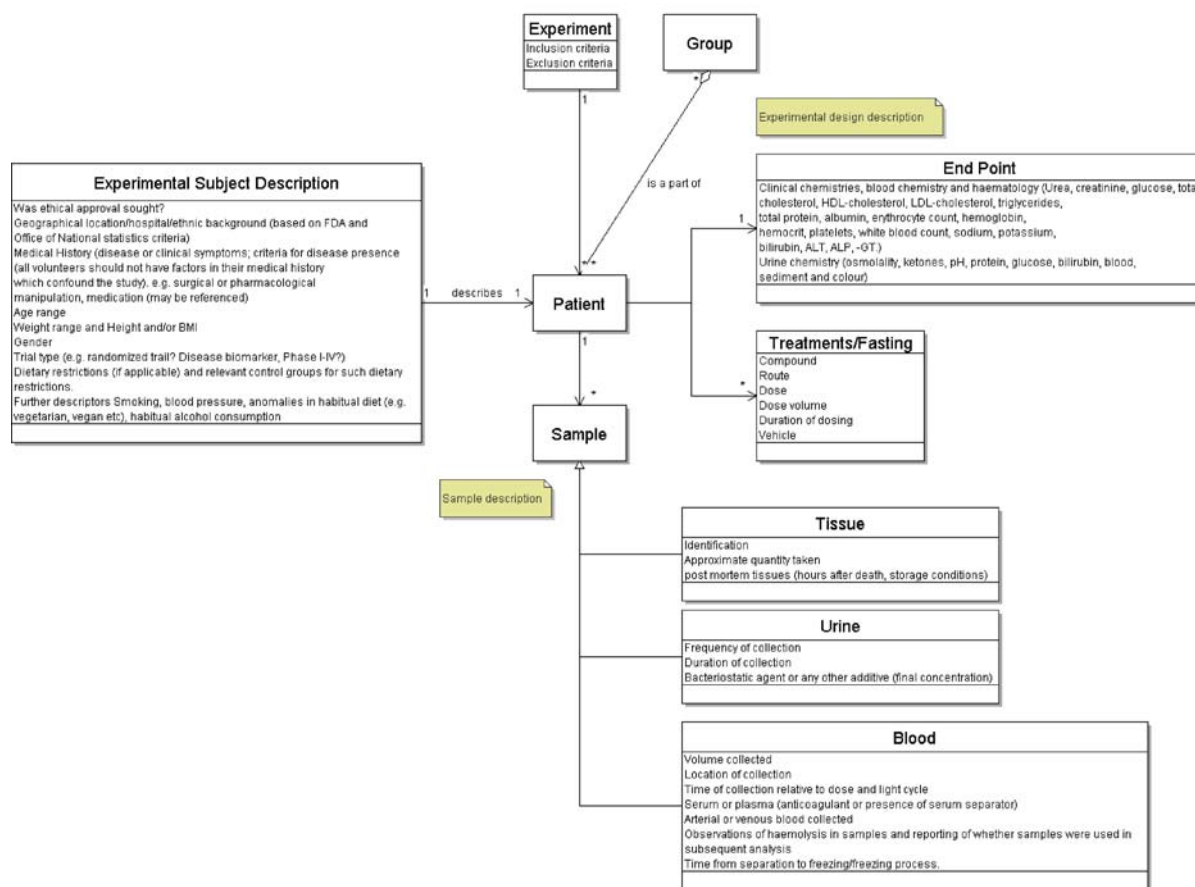 Experiment
Inclusion criteria
Exclusion criteria
1
Group
*
Experimental design description
is a part of
**
Experimental Subject Description
Was ethical approval sought?
Geographical location/hospital/ethnic background (based on FDA and
Office of National statistics criteria)
Medical History (disease or clinical symptoms; criteria for disease presence
(all volunteers should not have factors in their medical history
which confound the study). e.g. surgical or pharmacological
manipulation, medication (may be referenced)
Age range
Weight range and Height and/or BMI
Gender
Trial type (e.g. randomized trail? Disease biomarker, Phase I-IV?)
Dietary restrictions (if applicable) and relevant control groups for such dietary
restrictions.
Further descriptors Smoking, blood pressure, anomalies in habitual diet (e.g.
vegetarian, vegan etc), habitual alcohol consumption
1 describes 1
Patient
1
*
End Point
Clinical chemistries, blood chemistry and haematology (Urea, creatinine, glucose, total
cholesterol, HDL-cholesterol, LDL-cholesterol, triglycerides,
total protein, albumin, erythrocyte count, hemoglobin,
hemocrit, platelets, white blood count, sodium, potassium,
bilirubin, ALT, ALP, -GT.)
Urine chemistry (osmolality, ketones, pH, protein, glucose, bilirubin, blood,
sediment and colour)
1
Treatments/Fasting
Compound
Route
Dose
Dose volume
Duration of dosing
Vehicle
*
Sample
Sample description
Tissue
Identification
Approximate quantity taken
post mortem tissues (hours after death, storage conditions)
Urine
Frequency of collection
Duration of collection
Bacteriostatic agent or any other additive (final concentration)
Blood
Volume collected
Location of collection
Time of collection relative to dose and light cycle
Serum or plasma (anticoagulant or presence of serum separator)
Arterial or venous blood collected
Observations of haemolysis in samples and reporting of whether samples were used in
subsequent analysis
Time from separation to freezing/freezing process.